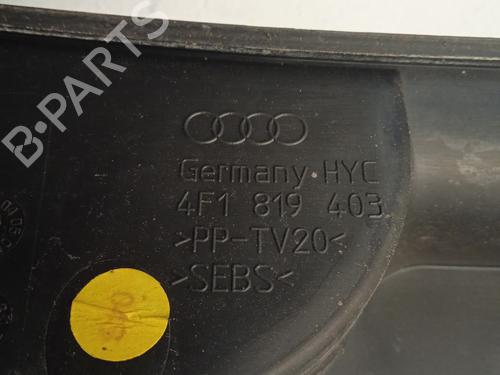 B-PARTS
Germany HYC
4F1 819 403
>PP-TV20<
>SEBS<